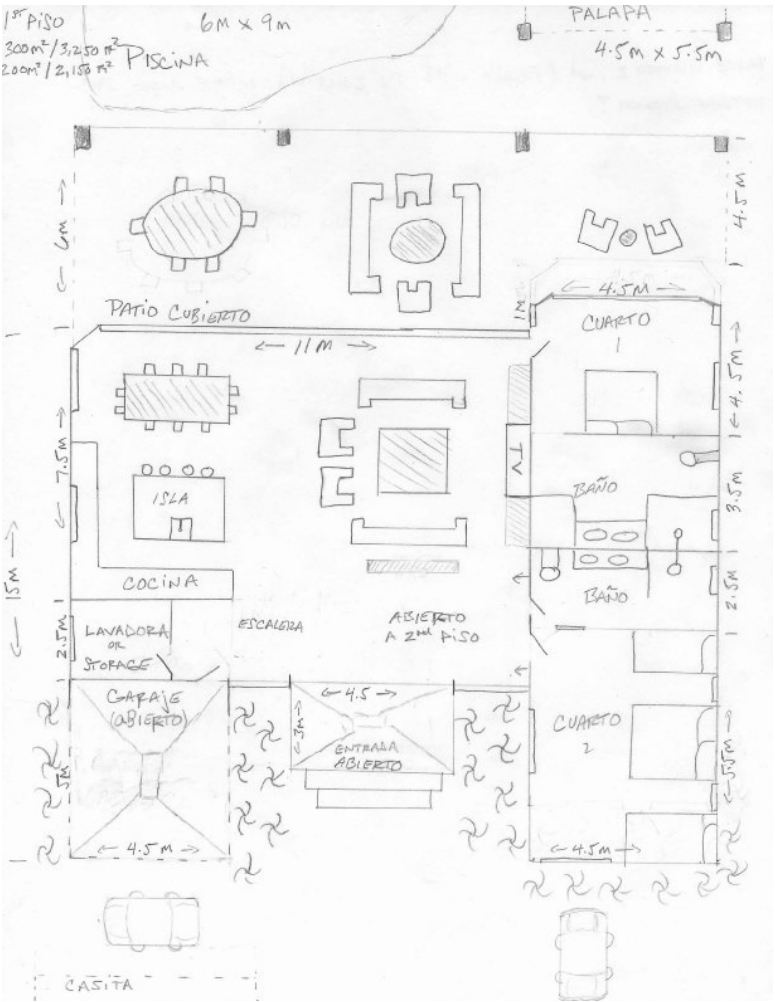 1ST PISO
300m² / 3,250 ft²
200m² / 2,150 ft²
6M X 9M
PISCINA
PALAPA
4.5M X 5.5M
6M
4.5M
PATIO CUBIERTO
11M
1M
4.5M
CUARTO
1
4.5M
7.5M
15M
ISLA
TV
BAÑO
3.5M
COCINA
BAÑO
2.5M
LAVADORA
OR
STORAGE
2.5M
ESCALERA
ABIERTO
A 2nd PISO
GARAJE
(ABIERTO)
5M
4.5M
4.5
3M
ENTRADA
ABIERTO
CUARTO
2
5.5M
4.5M
CASITA